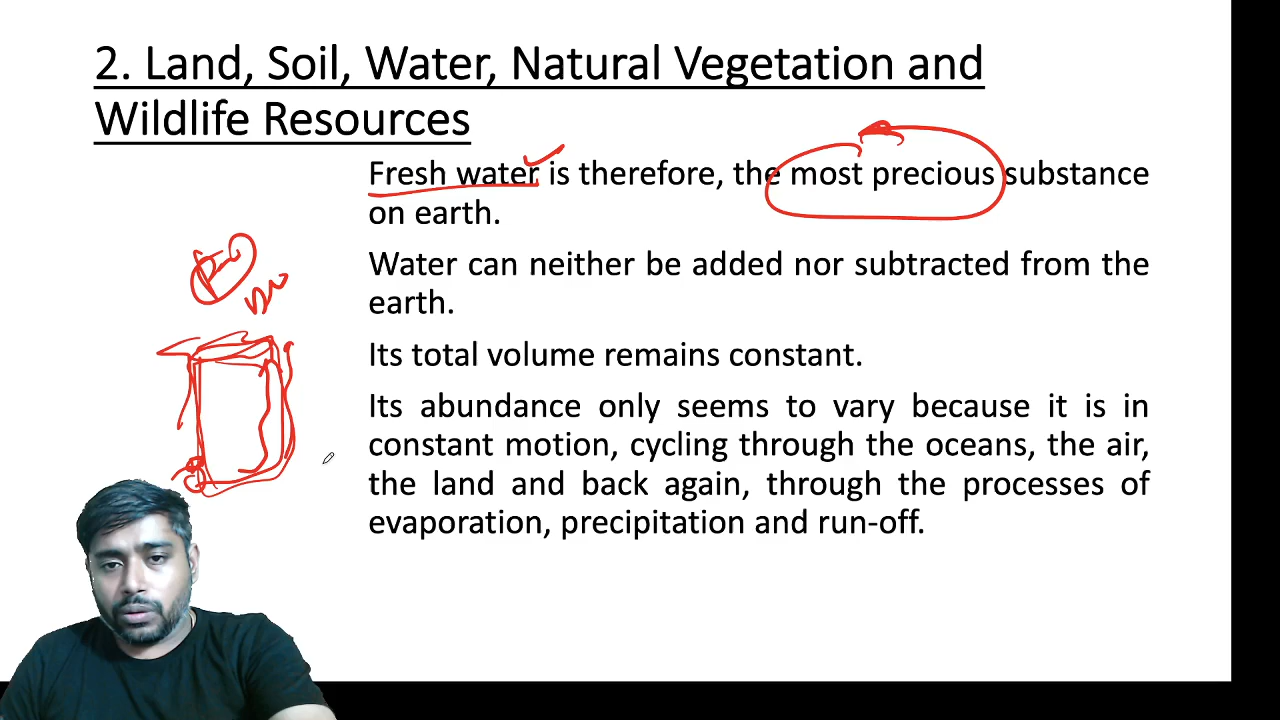 2. Land, Soil, Water, Natural Vegetation and
Wildlife Resources
Fresh water is therefore, the most precious substance
on earth.
Water can neither be added nor subtracted from the
earth.
Its total volume remains constant.
Its abundance only seems to vary because it is in
constant motion, cycling through the oceans, the air,
the land and back again, through the processes of
evaporation, precipitation and run-off.